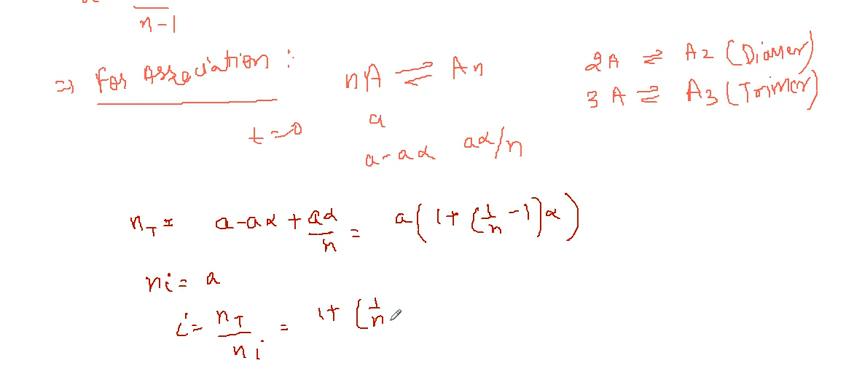 n-1
⇒ For Association :
nA ⇌ An
2A ⇌ A2 (Diamer)
3A ⇌ A3 (Trimer)
t=0 a
a-aα aα/n
nT = a-aα + aα/n = a(1+(1/n -1)α)
ni = a
i = nT/ni = 1+ (1/n